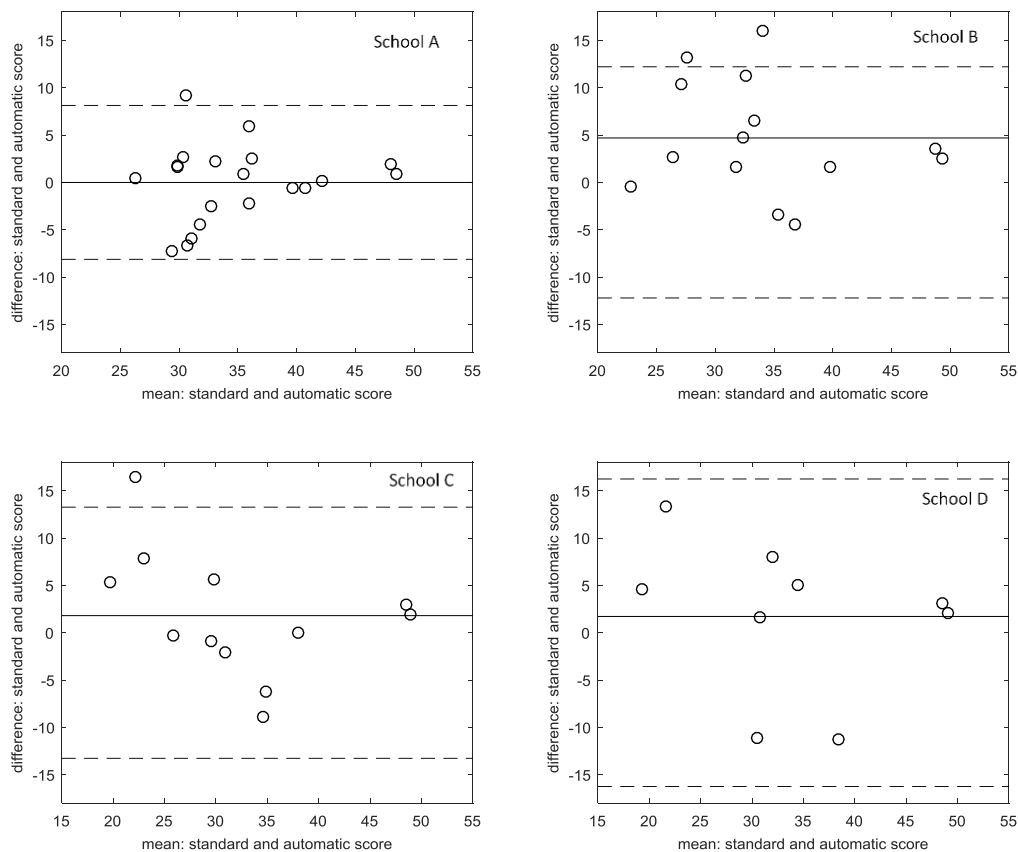 School A
difference: standard and automatic score
15
10
5
0
-5
-10
-15
20 25 30 35 40 45 50 55
mean: standard and automatic score
School B
difference: standard and automatic score
15
10
5
0
-5
-10
-15
20 25 30 35 40 45 50 55
mean: standard and automatic score
School C
difference: standard and automatic score
15
10
5
0
-5
-10
-15
15 20 25 30 35 40 45 50 55
mean: standard and automatic score
School D
difference: standard and automatic score
15
10
5
0
-5
-10
-15
15 20 25 30 35 40 45 50 55
mean: standard and automatic score